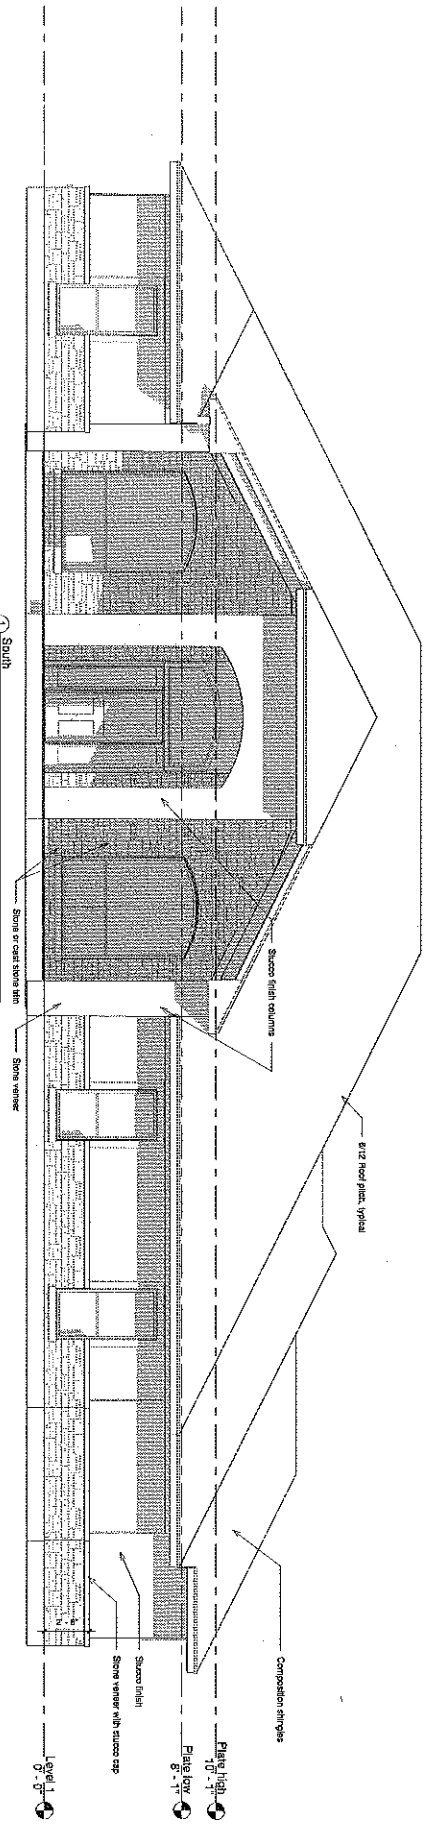 Composition shingles
Plate high
10' - 1"
6/12 Roof pitch, typical
Plate low
8' - 1"
Stucco finish columns
Stucco finish
Stone veneer with stucco cap
Level 1
0' - 0"
Stone or cast stone trim
Stone veneer
1 South